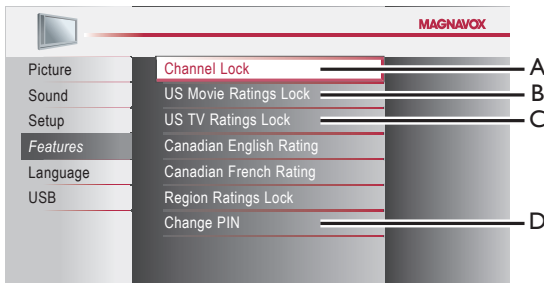 MAGNAVOX
Picture
Sound
Setup
Features
Language
USB
Channel Lock
US Movie Ratings Lock
US TV Ratings Lock
Canadian English Rating
Canadian French Rating
Region Ratings Lock
Change PIN
A
B
C
D